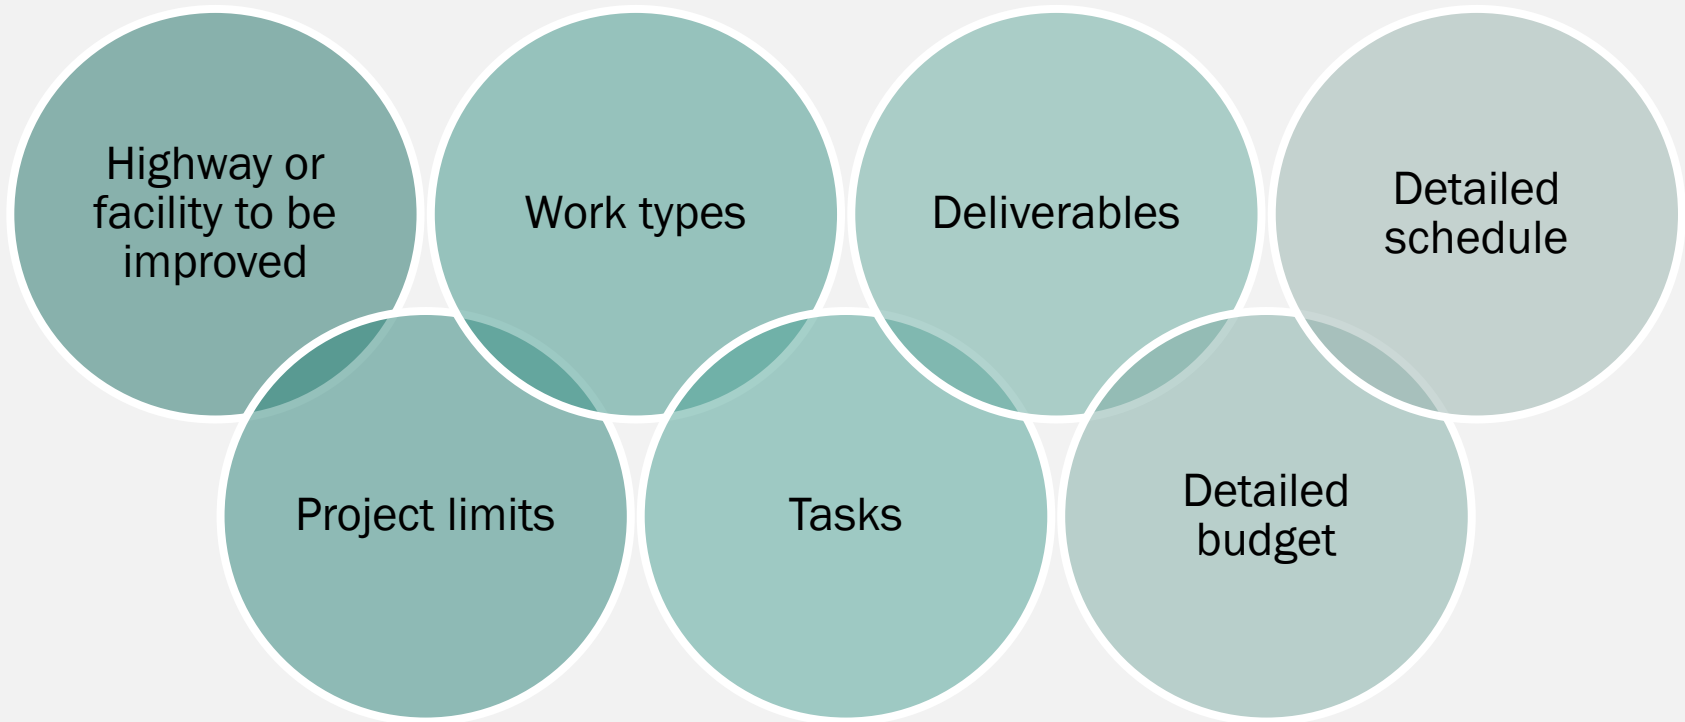 Highway or
facility to be
improved
Work types
Deliverables
Detailed
schedule
Project limits
Tasks
Detailed
budget